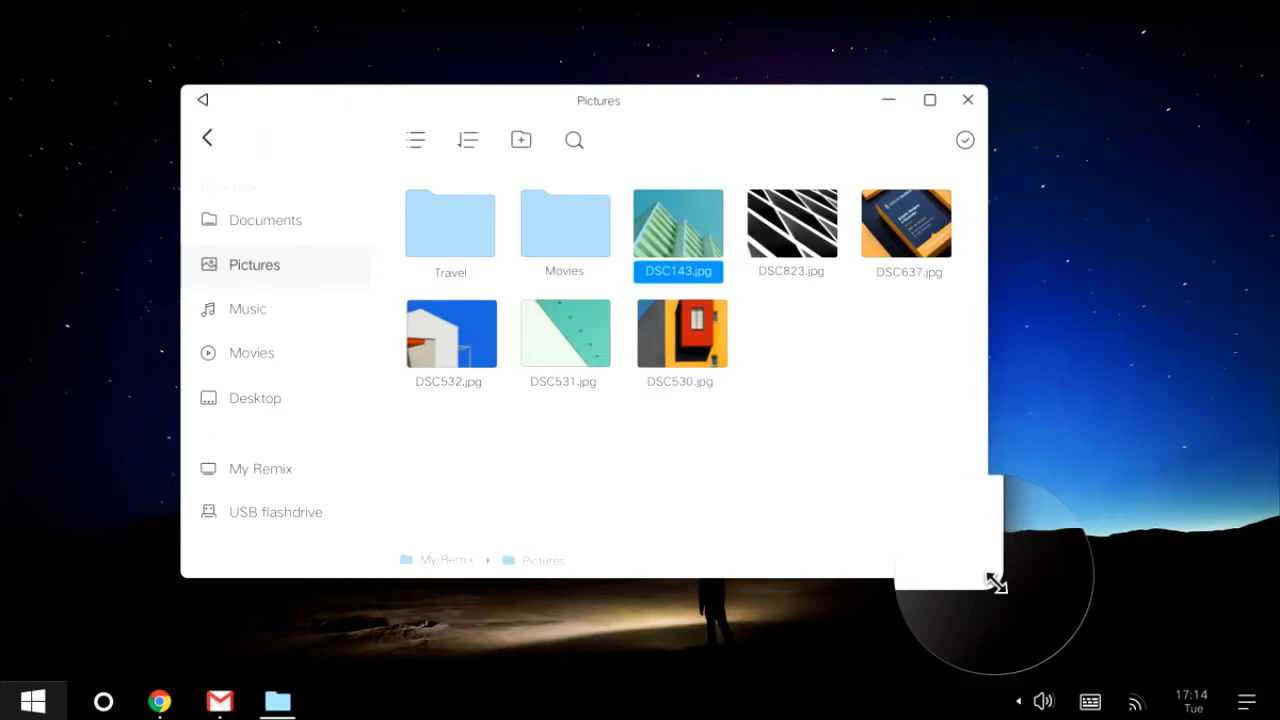 Pictures
Documents
Pictures
Music
Movies
Desktop
My Remix
USB flashdrive
Travel
Movies
DSC143.jpg
DSC823.jpg
DSC637.jpg
DSC532.jpg
DSC531.jpg
DSC530.jpg
My Remix
Pictures
17:14
Tue